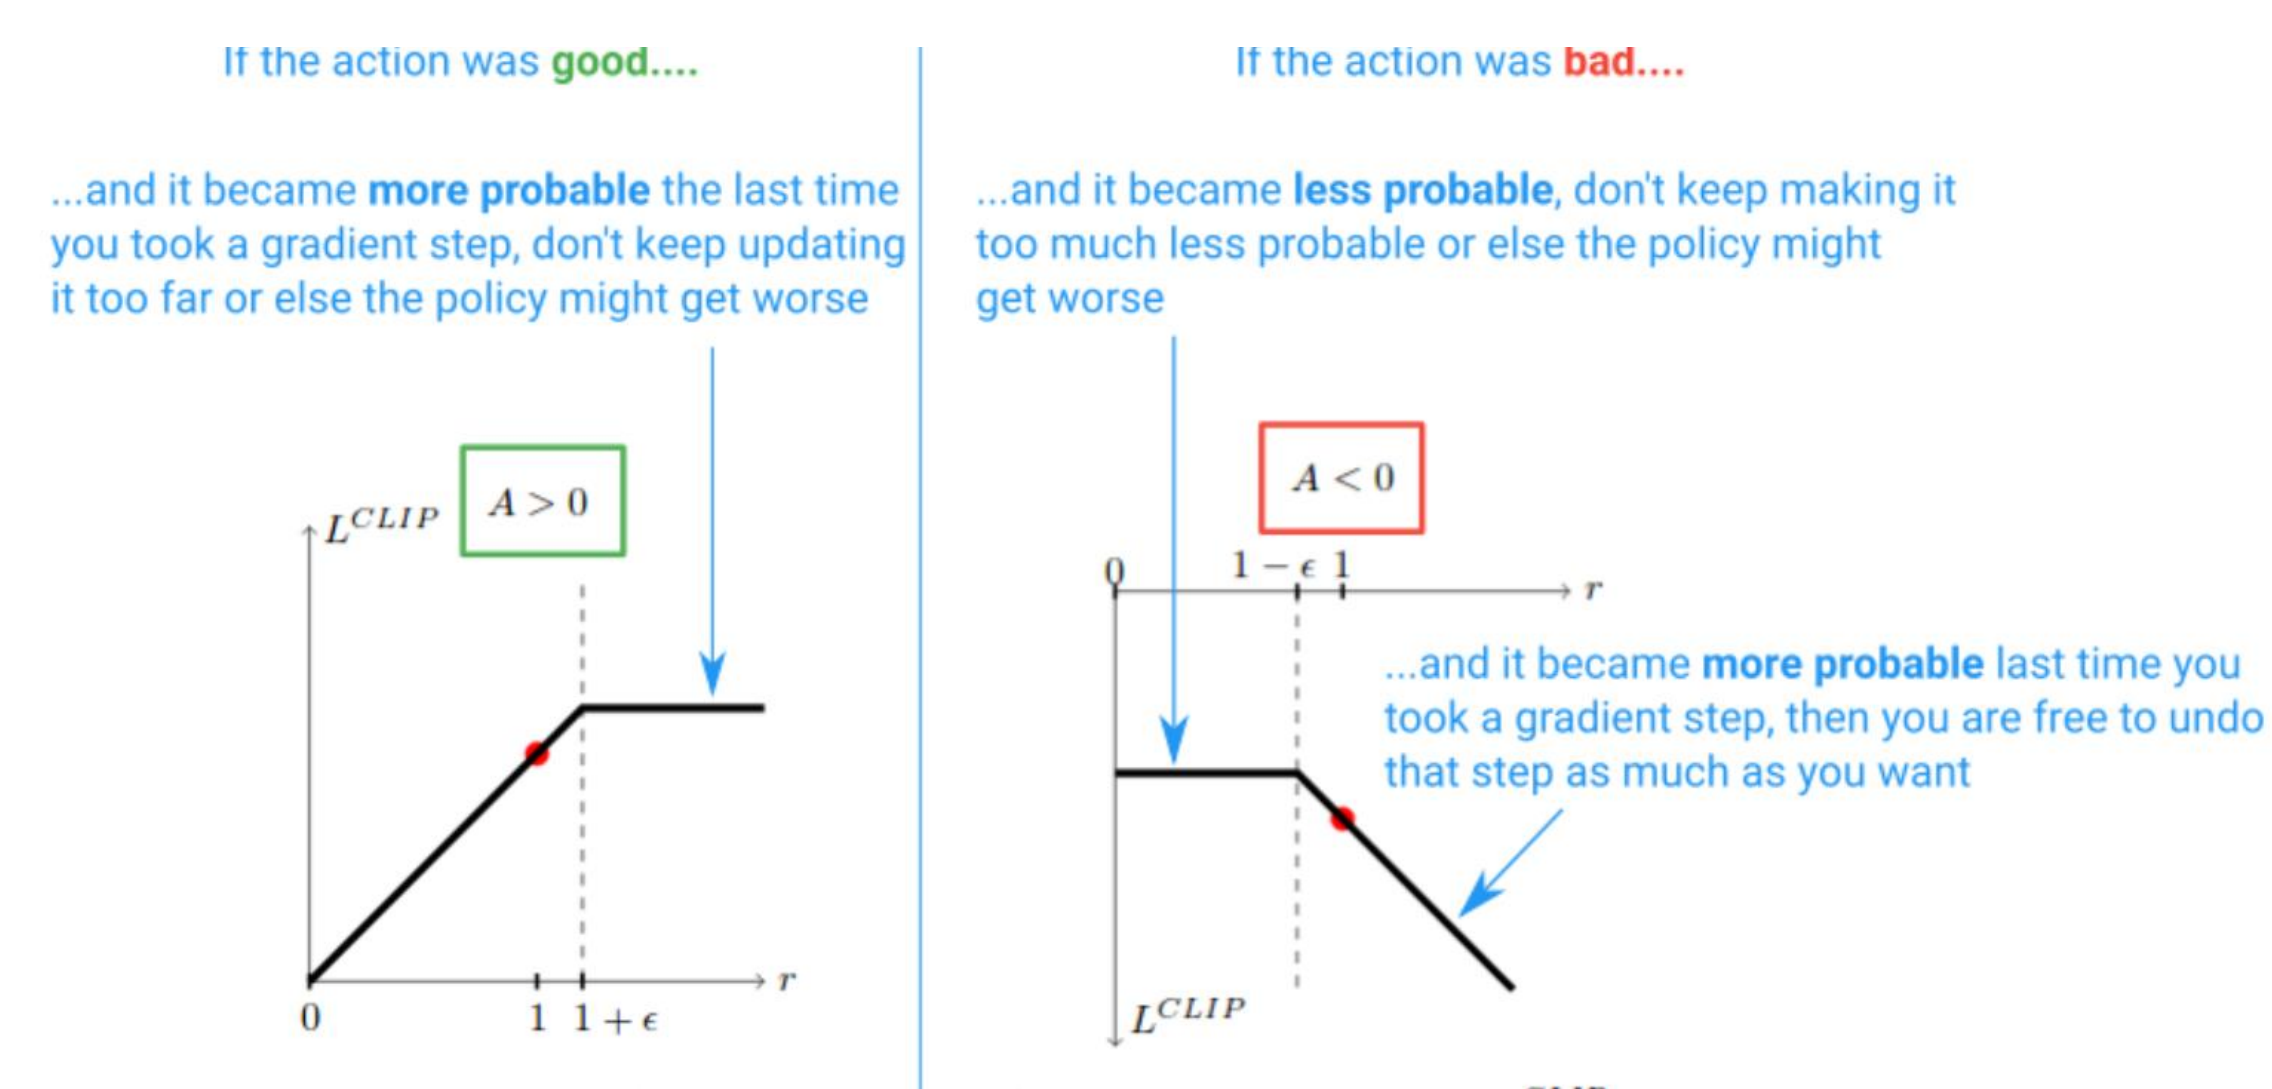 If the action was good....
...and it became more probable the last time
you took a gradient step, don't keep updating
it too far or else the policy might get worse
A > 0
L^{CLIP}
r
0
1
1 + ϵ
If the action was bad....
...and it became less probable, don't keep making it
too much less probable or else the policy might
get worse
A < 0
0
1 − ϵ
1
r
...and it became more probable last time you
took a gradient step, then you are free to undo
that step as much as you want
L^{CLIP}